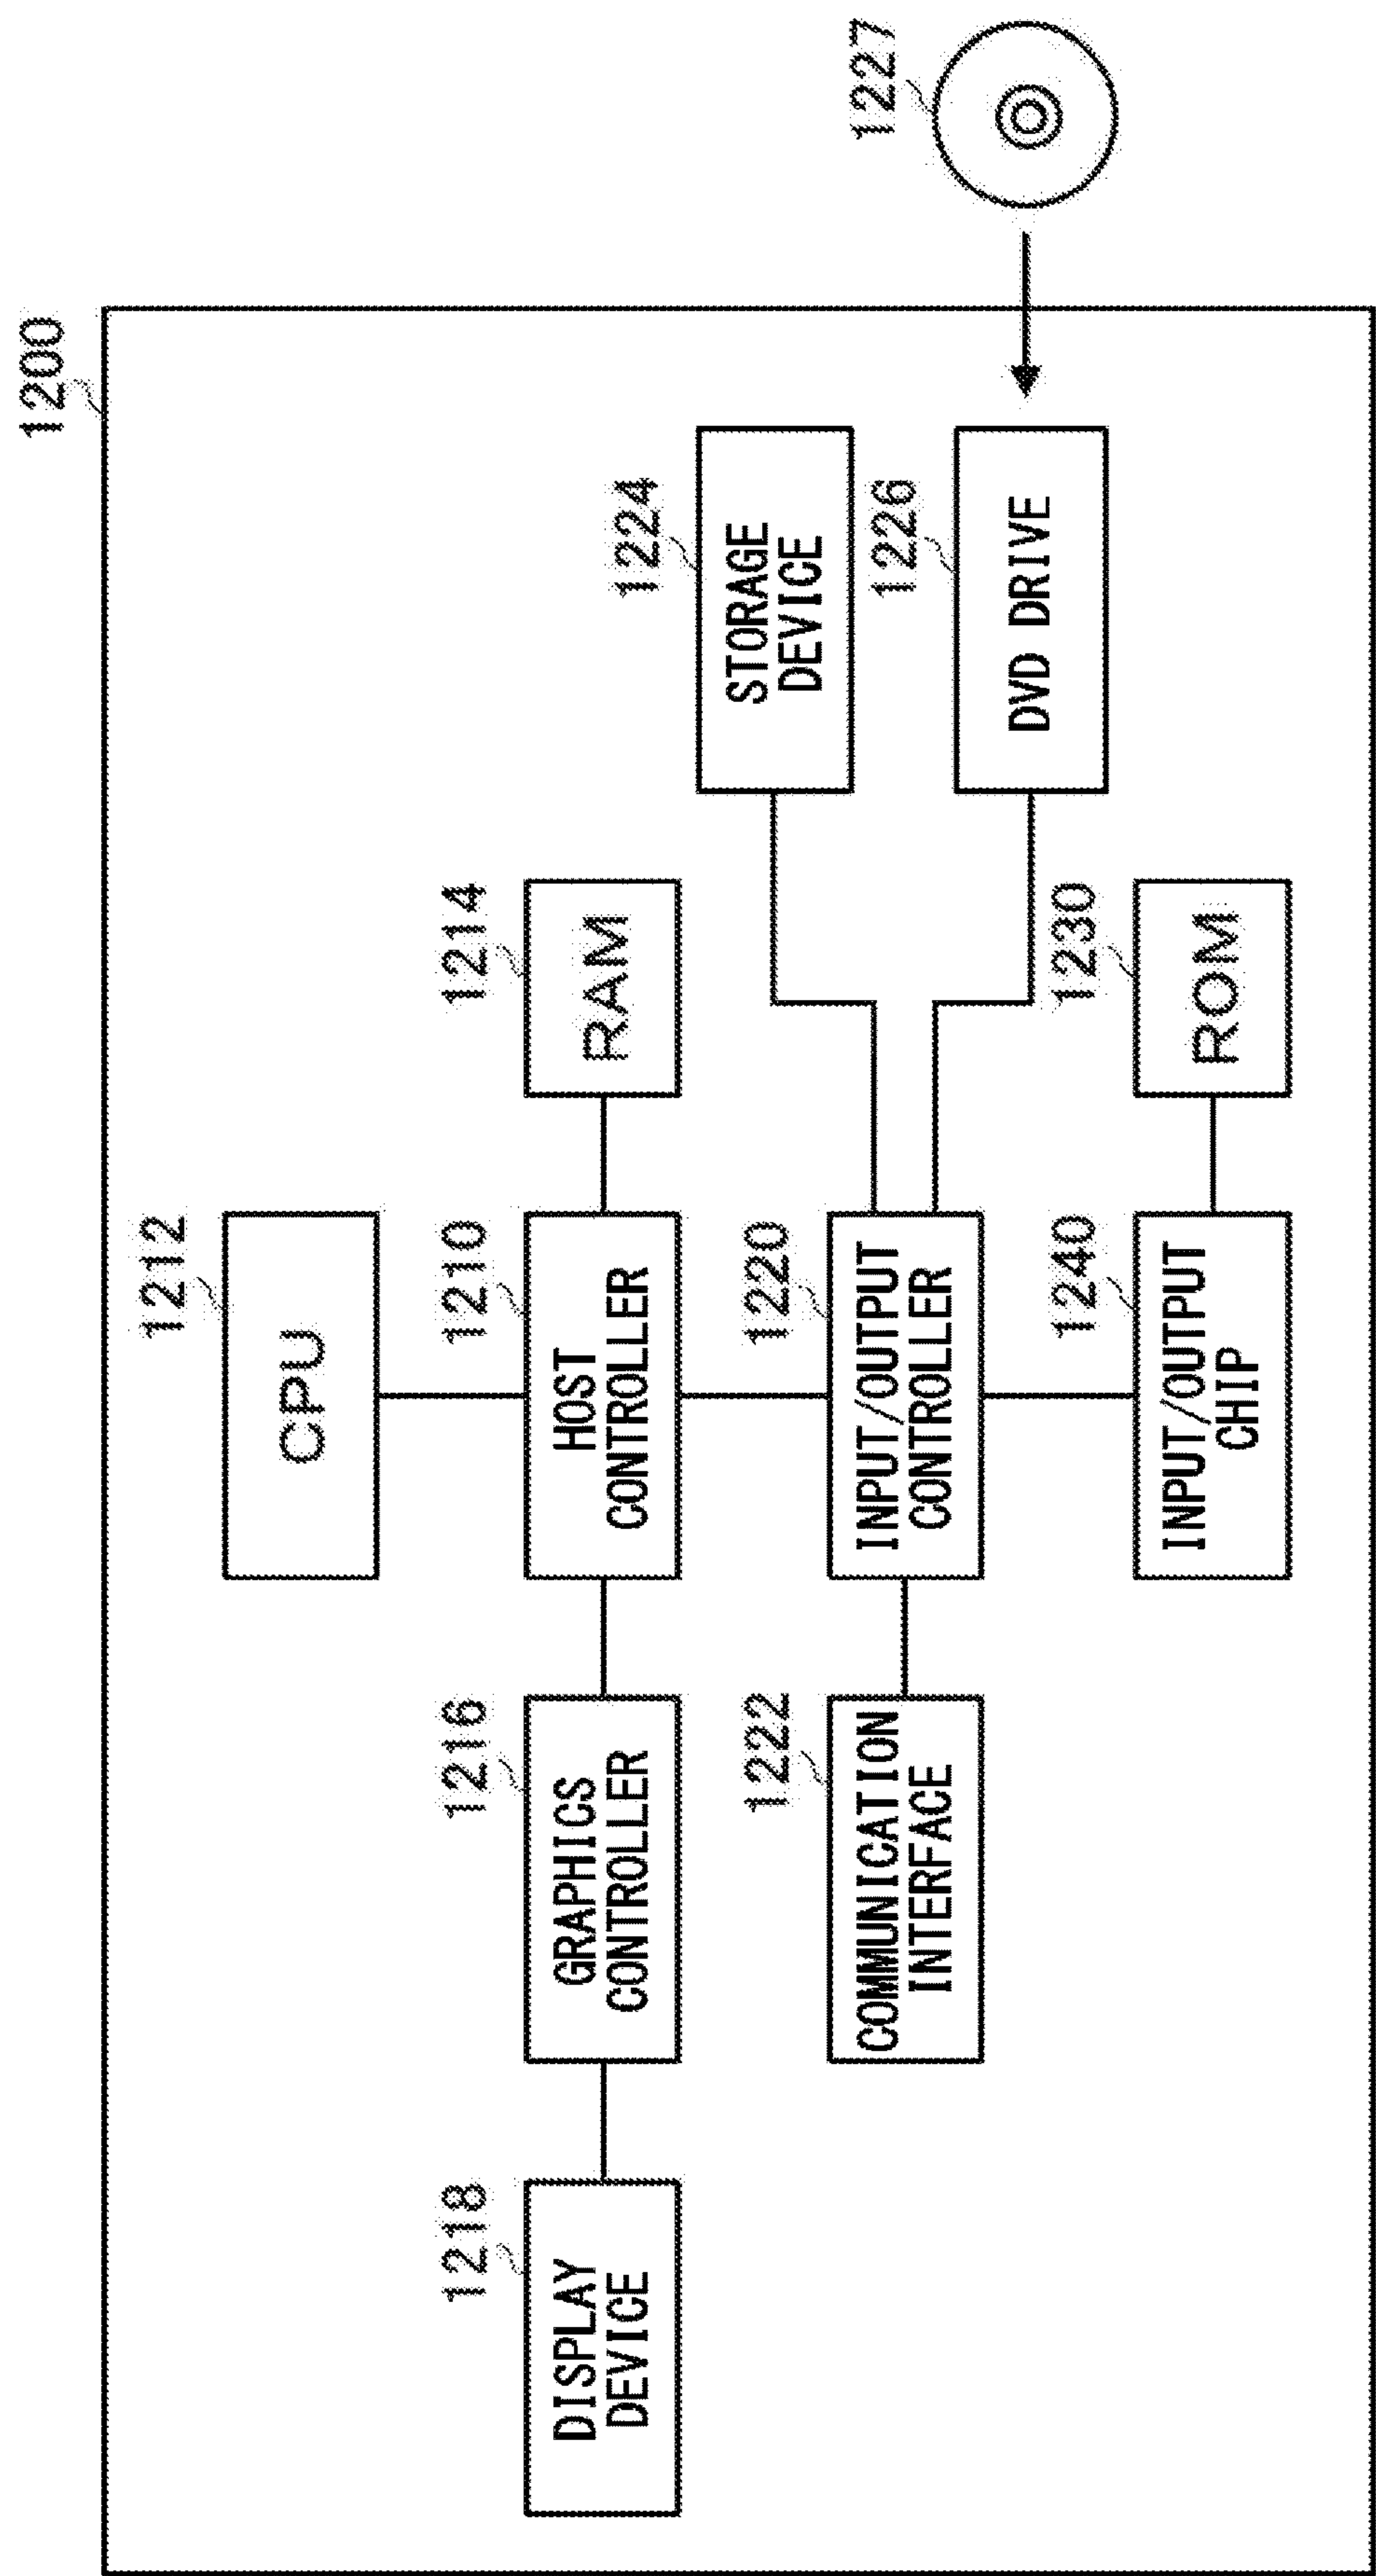 1200
1212
CPU
1218
DISPLAY
DEVICE
1216
GRAPHICS
CONTROLLER
1210
HOST
CONTROLLER
1214
RAM
1224
STORAGE
DEVICE
1222
COMMUNICATION
INTERFACE
1220
INPUT/OUTPUT
CONTROLLER
1226
DVD DRIVE
1227
1240
INPUT/OUTPUT
CHIP
1230
ROM